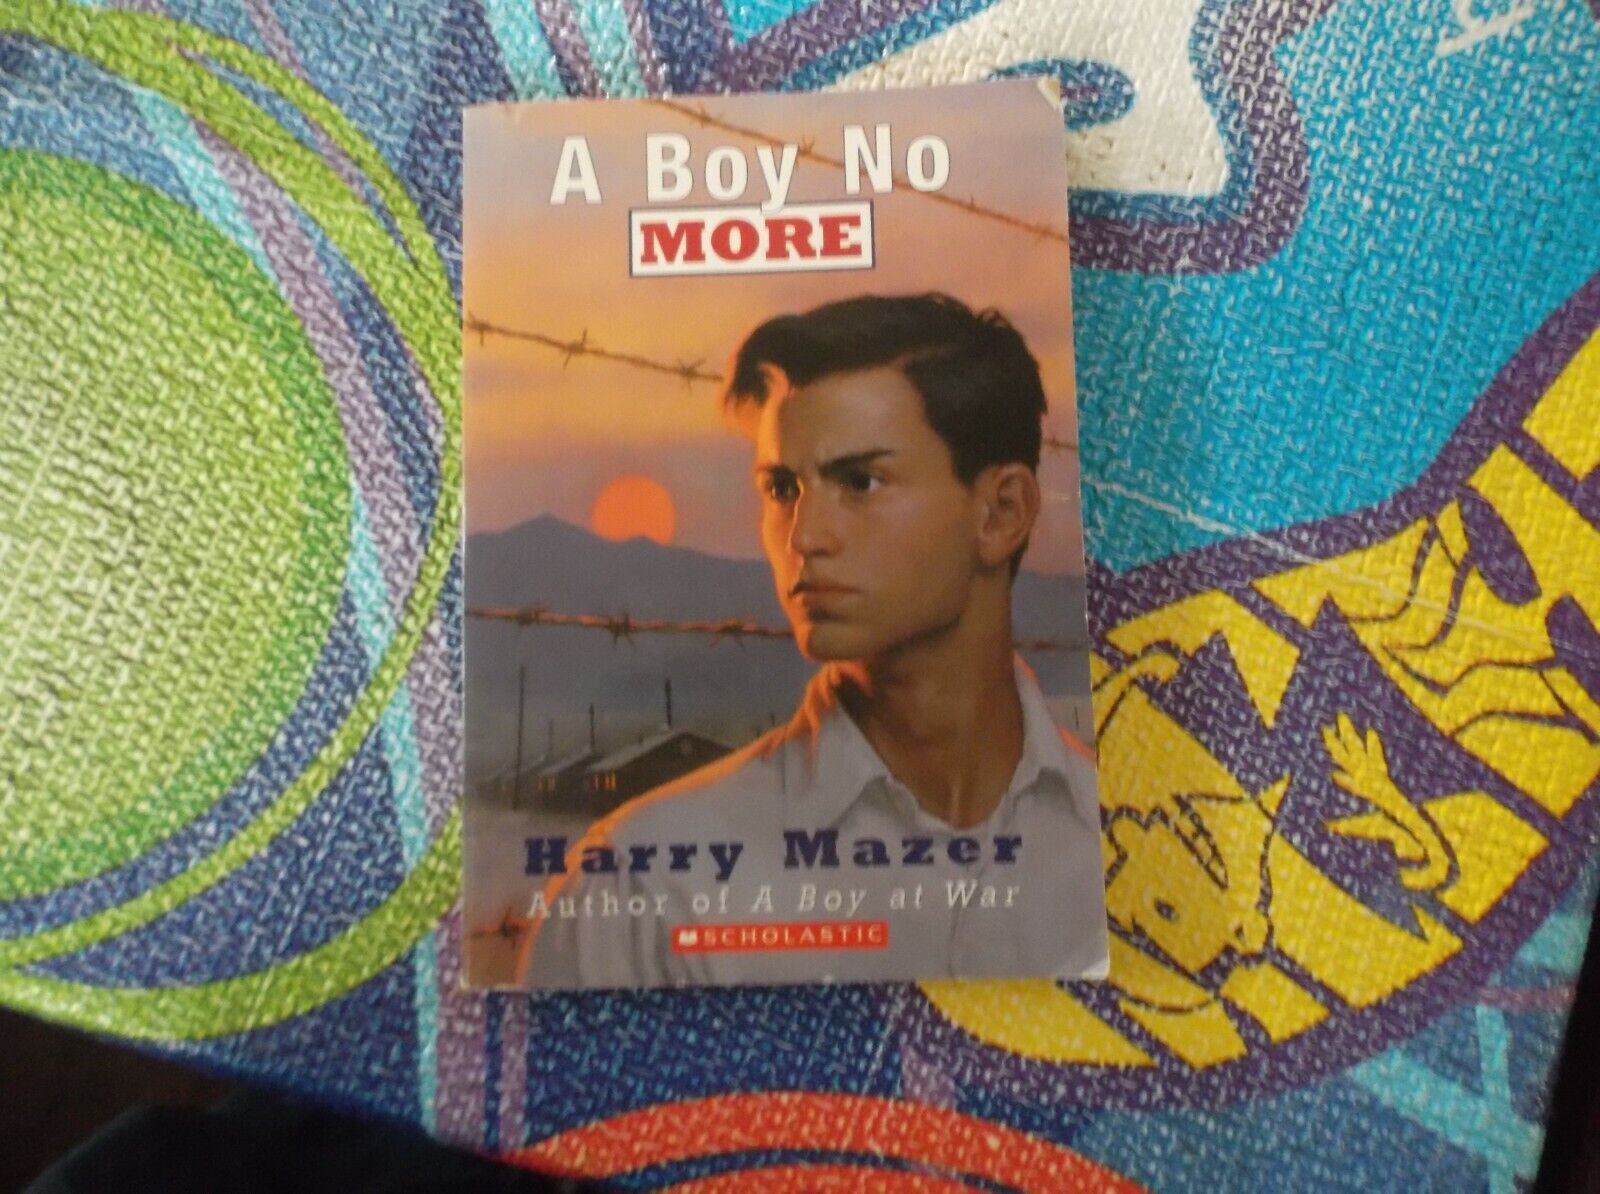 A Boy No
MORE
Harry Mazer
Author of A Boy at War
SCHOLASTIC